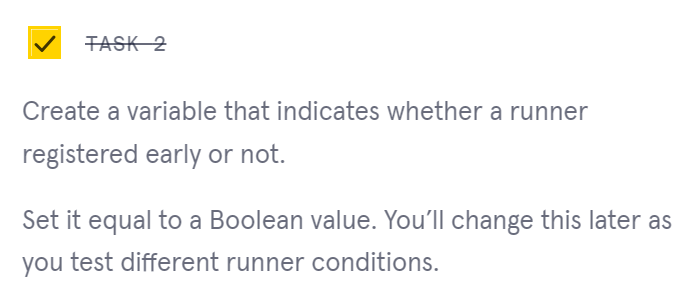 TASK 2
Create a variable that indicates whether a runner
registered early or not.
Set it equal to a Boolean value. You’ll change this later as
you test different runner conditions.